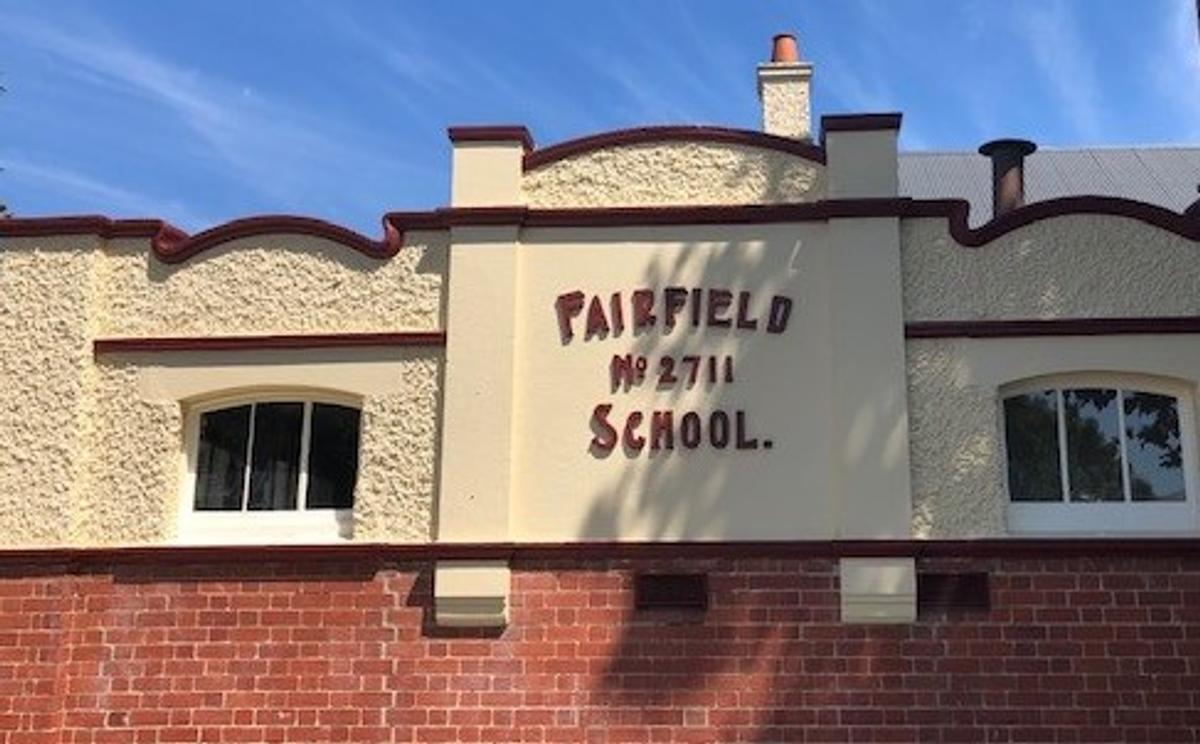 FAIRFIELD
Nº 2711
SCHOOL.